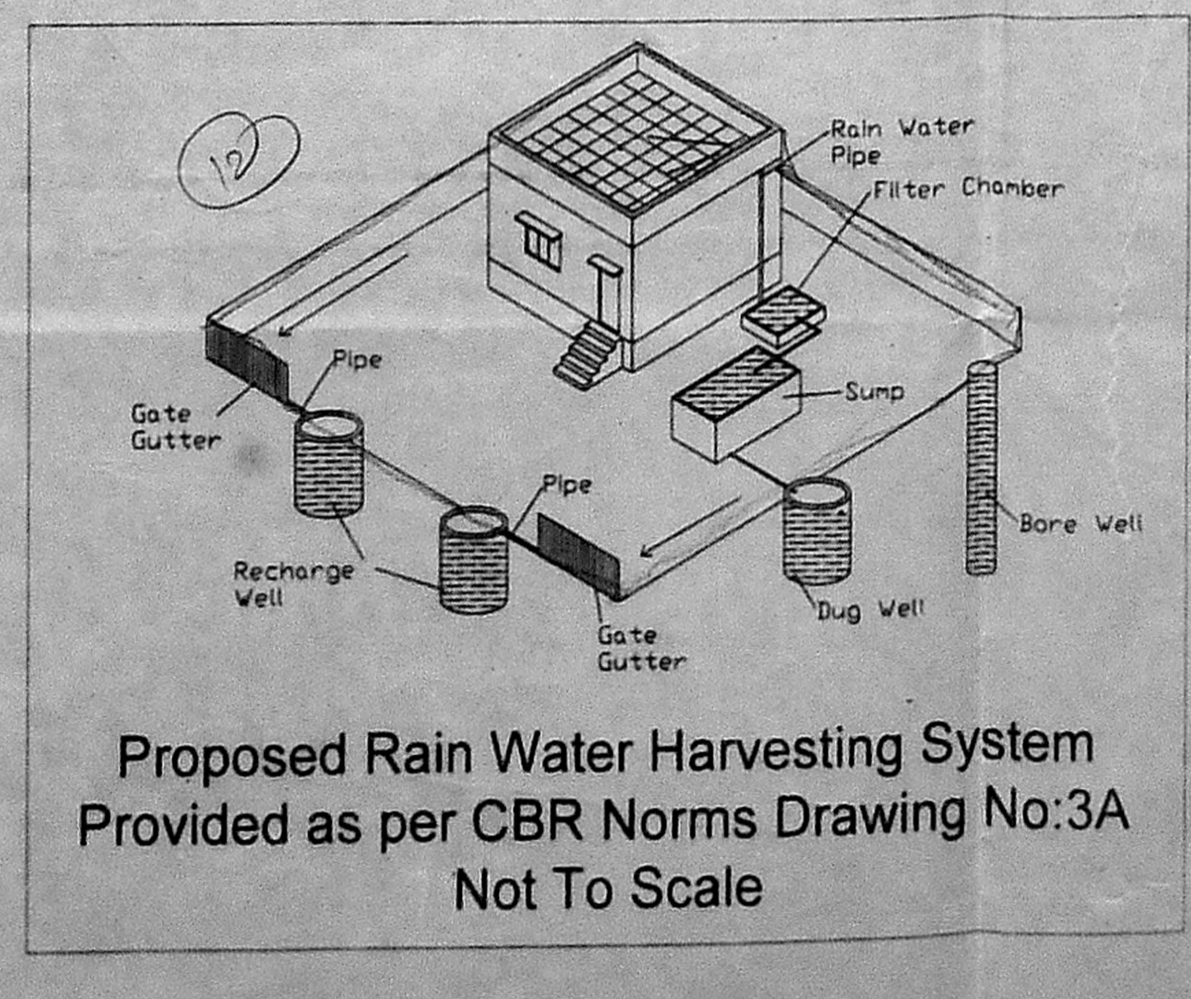 12
Rain Water
Pipe
Filter Chamber
Pipe
Gate
Gutter
Sump
Pipe
Bore Well
Recharge
Well
Dug Well
Gate
Gutter
Proposed Rain Water Harvesting System
Provided as per CBR Norms Drawing No:3A
Not To Scale